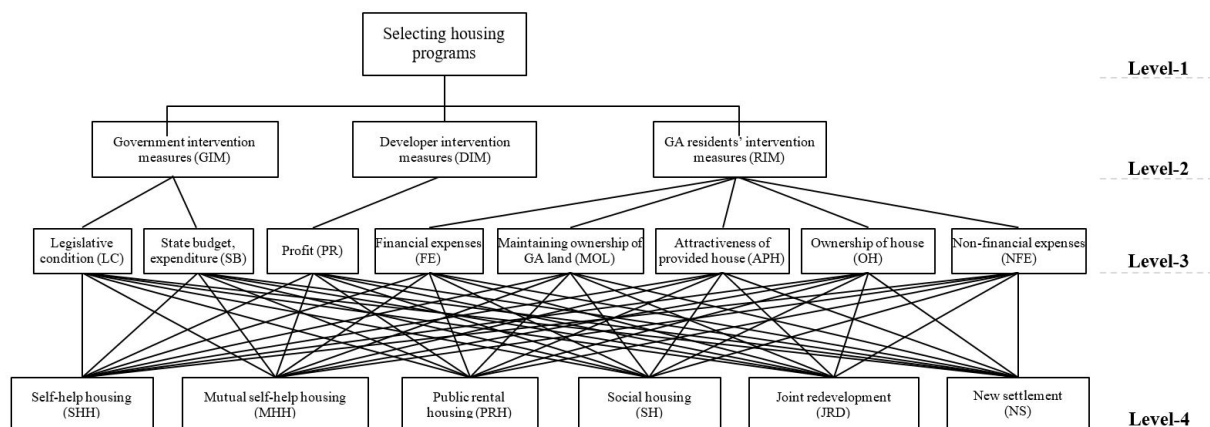 Selecting housing
programs
Level-1
Government intervention
measures (GIM)
Developer intervention
measures (DIM)
GA residents' intervention
measures (RIM)
Level-2
Legislative
condition (LC)
State budget,
expenditure (SB)
Profit (PR)
Financial expenses
(FE)
Maintaining ownership of
GA land (MOL)
Attractiveness of
provided house (APH)
Ownership of house
(OH)
Non-financial expenses
(NFE)
Level-3
Self-help housing
(SHH)
Mutual self-help housing
(MHH)
Public rental
housing (PRH)
Social housing
(SH)
Joint redevelopment
(JRD)
New settlement
(NS)
Level-4